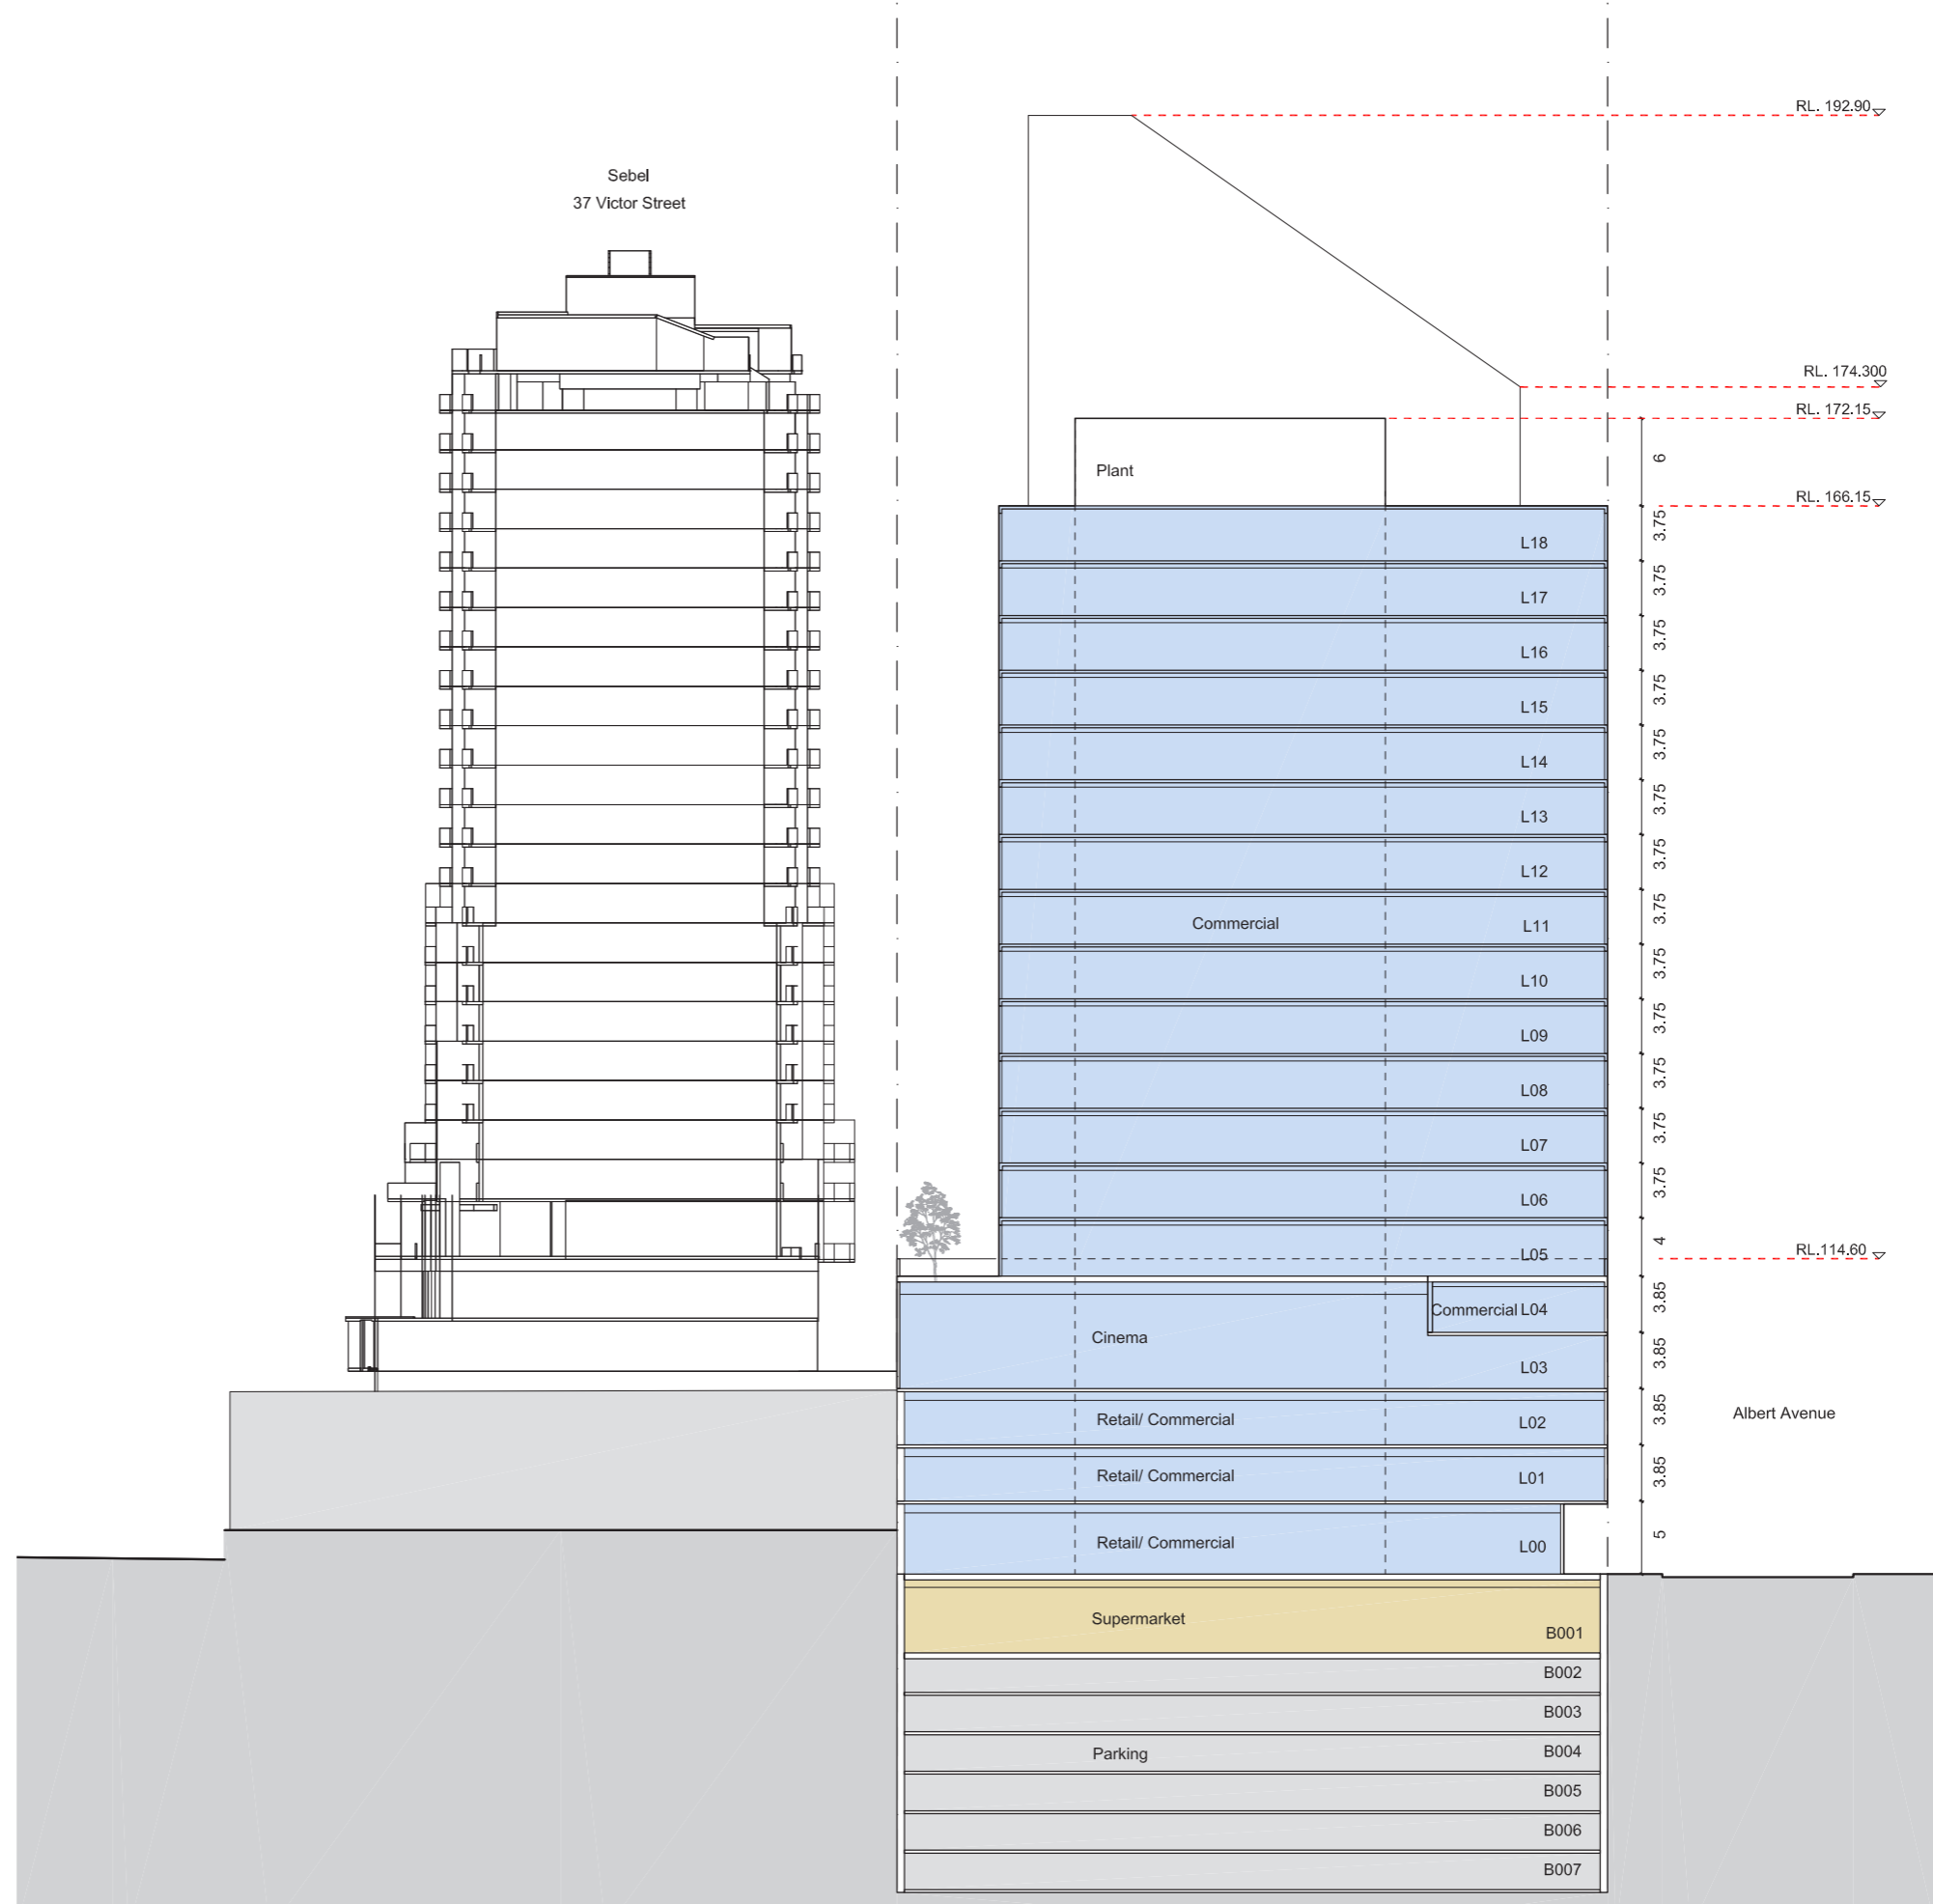 RL. 192.90
Sebel
37 Victor Street
RL. 174.300
RL. 172.15
6
Plant
RL. 166.15
3.75
L18
3.75
L17
3.75
L16
3.75
L15
3.75
L14
3.75
L13
3.75
L12
3.75
Commercial
L11
3.75
L10
3.75
L09
3.75
L08
3.75
L07
3.75
L06
4
L05
RL.114.60
3.85
Commercial L04
Cinema
3.85
L03
3.85
Albert Avenue
Retail/ Commercial
L02
3.85
Retail/ Commercial
L01
5
Retail/ Commercial
L00
Supermarket
B001
B002
B003
Parking
B004
B005
B006
B007